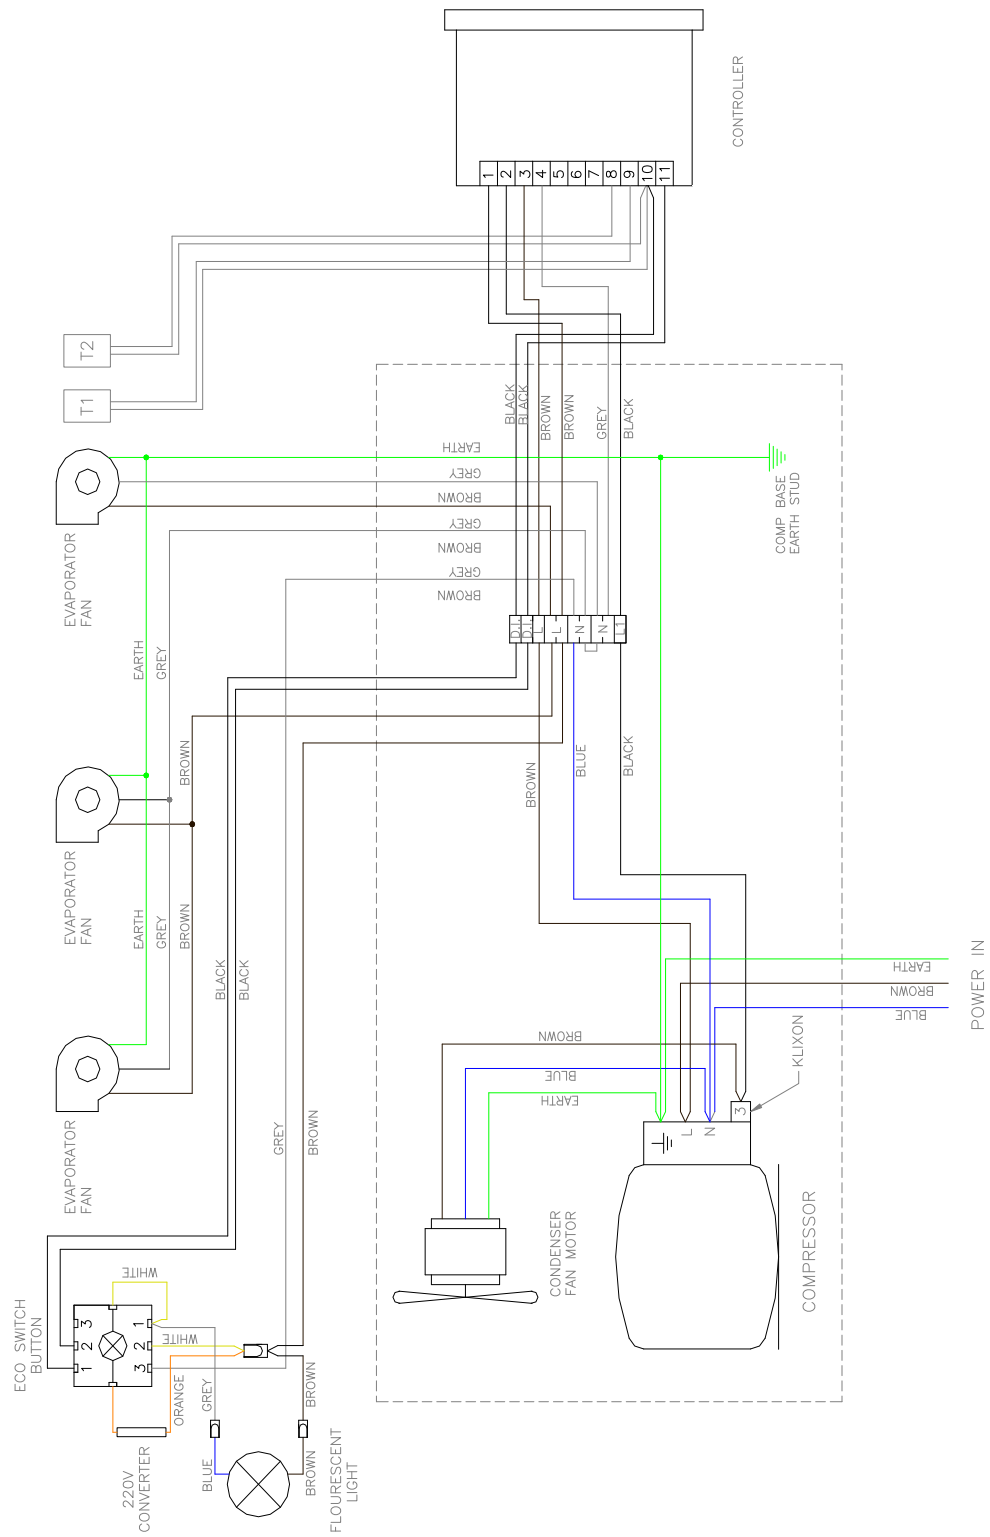 CONTROLLER
1
2
3
4
5
6
7
8
9
10
11
T2
T1
BLACK
BLACK
BROWN
BROWN
GREY
BLACK
EARTH
GREY
BROWN
GREY
BROWN
GREY
BROWN
COMP BASE
EARTH STUD
EVAPORATOR
FAN
EARTH
GREY
BROWN
D.I.
D.I.
L
L
N
N
L1
BROWN
BLUE
BLACK
EVAPORATOR
FAN
EARTH
GREY
BROWN
BLACK
BLACK
EARTH
BROWN
BLUE
POWER IN
BROWN
BLUE
EARTH
KLIXON
3
L
N
EVAPORATOR
FAN
GREY
BROWN
CONDENSER
FAN MOTOR
COMPRESSOR
ECO SWITCH
BUTTON
WHITE
3
2
1
1
2
3
WHITE
ORANGE
GREY
BROWN
220V
CONVERTER
BLUE
BROWN
FLOURESCENT
LIGHT